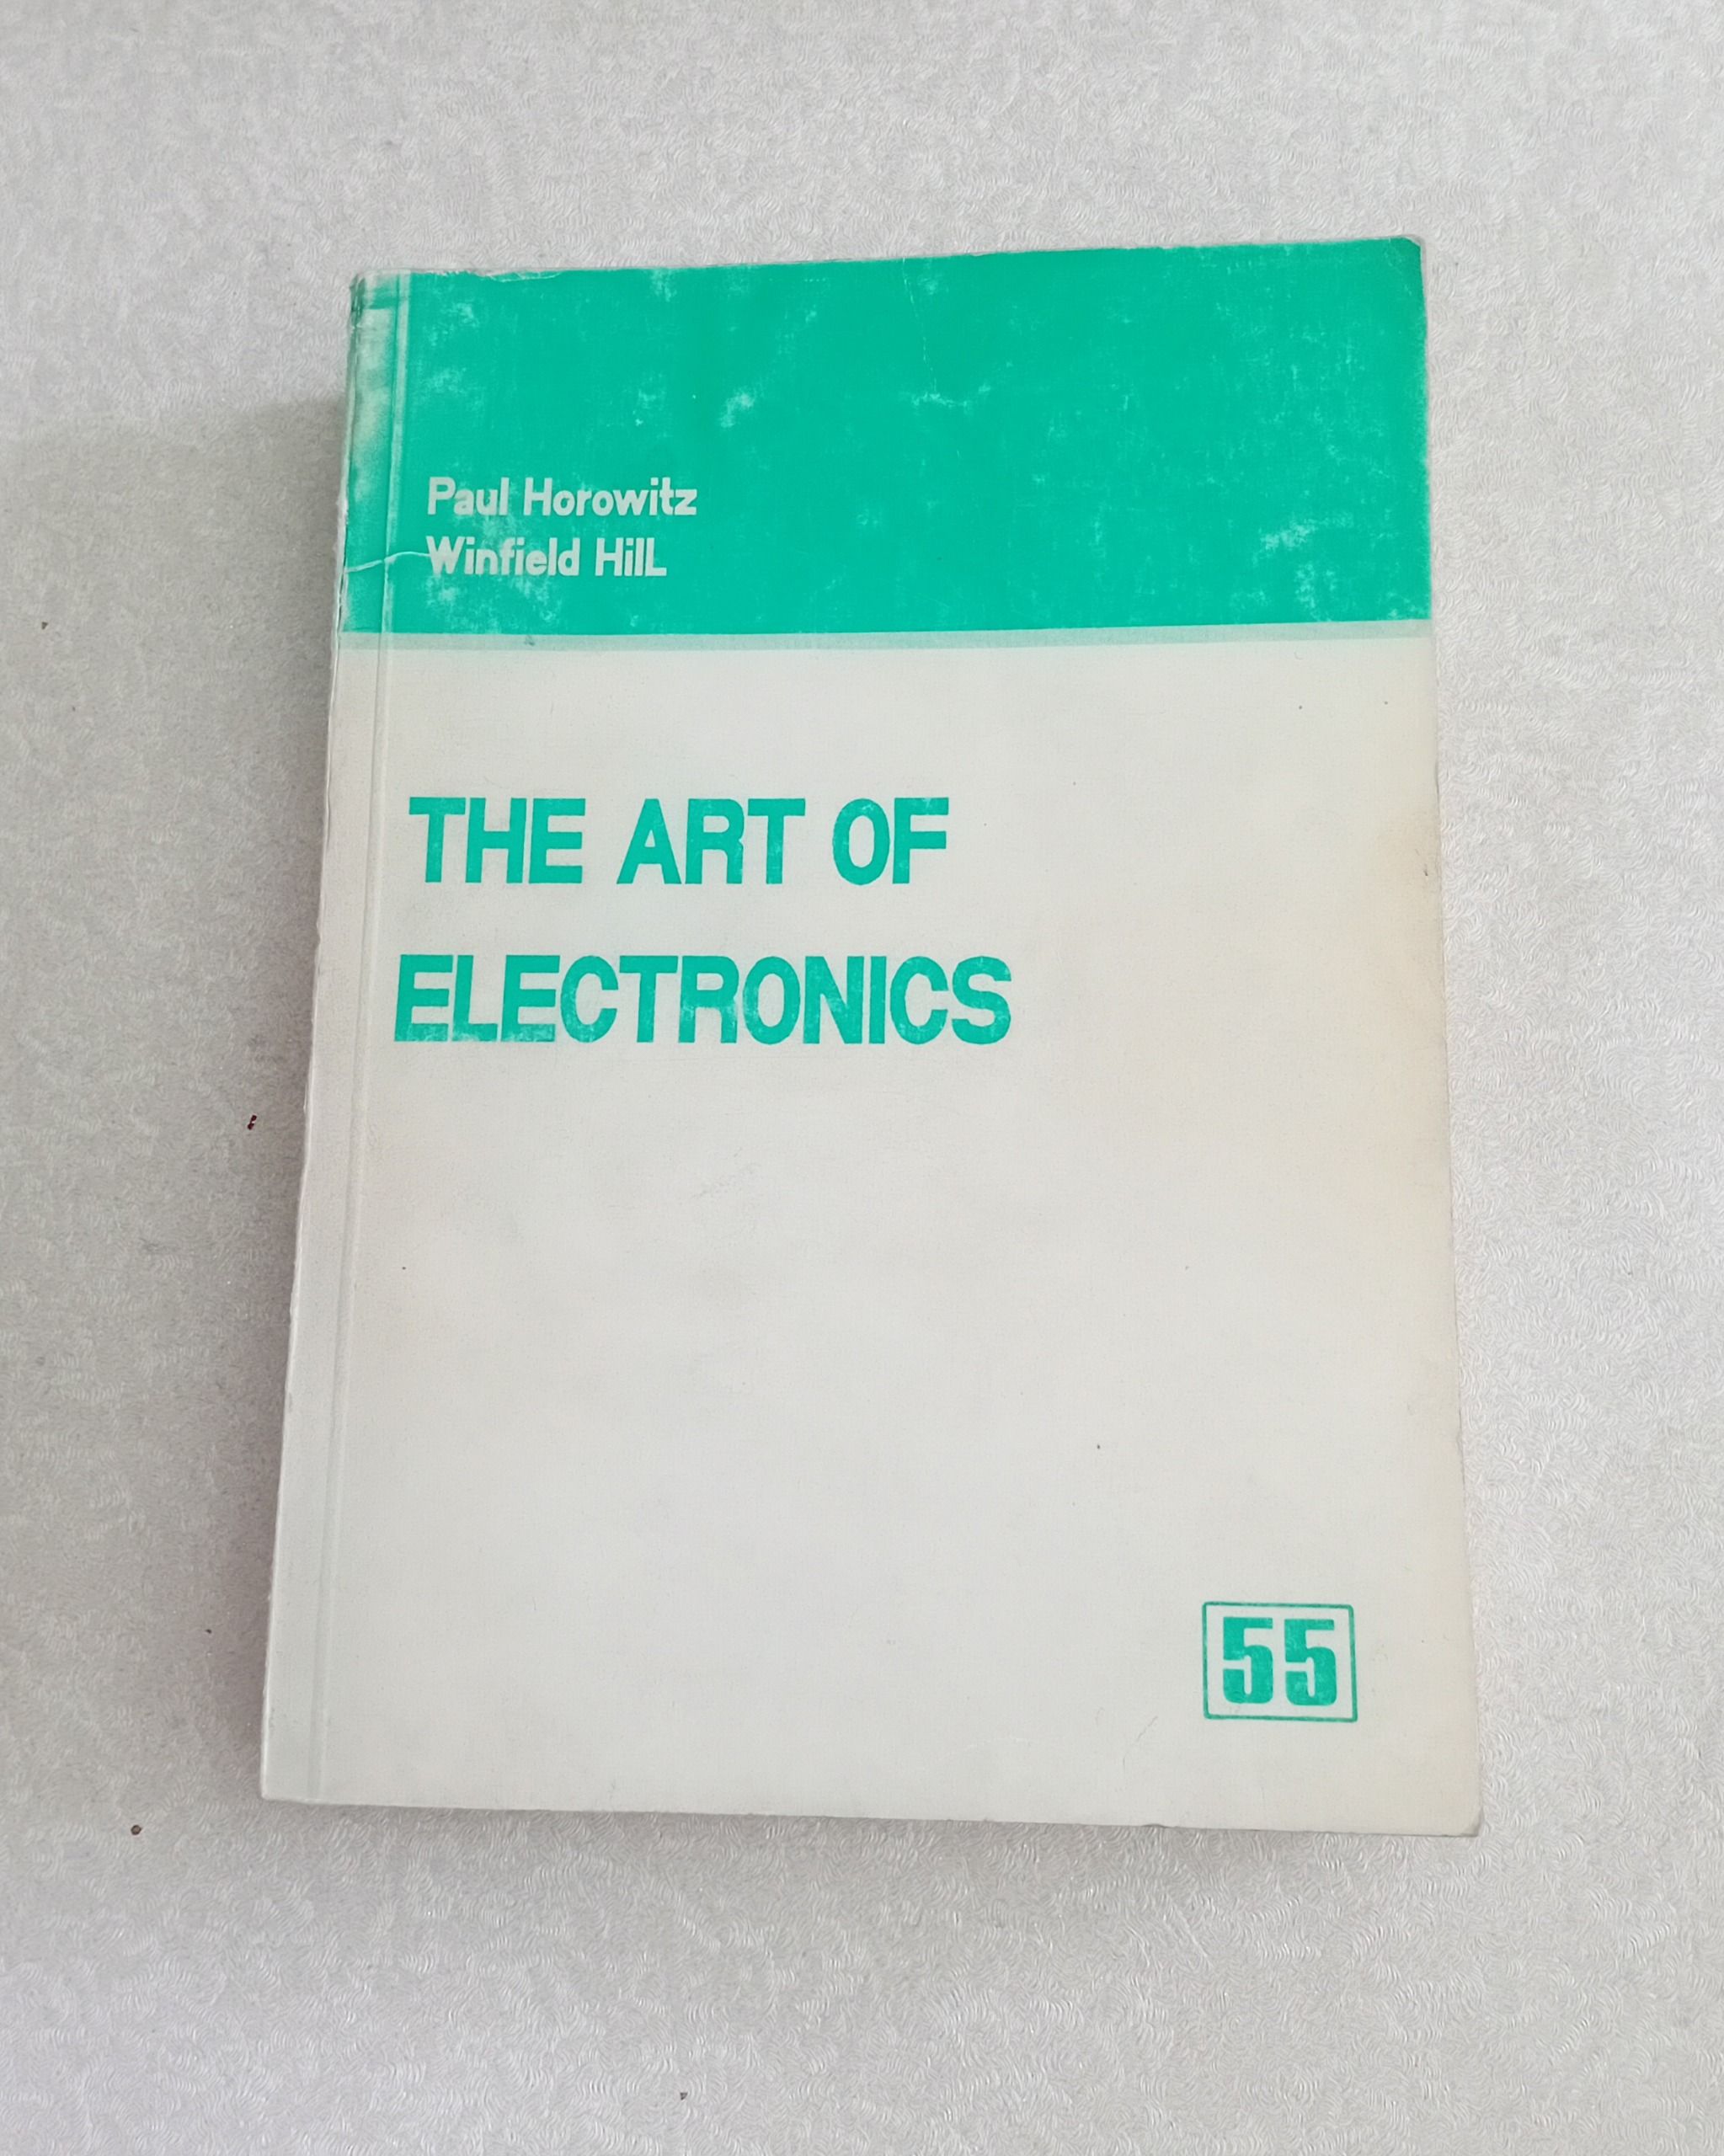 Paul Horowitz
Winfield HilL
THE ART OF
ELECTRONICS
55